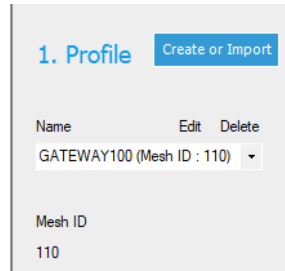 1. Profile Create or Import
Name Edit Delete
GATEWAY100 (Mesh ID : 110)
Mesh ID
110